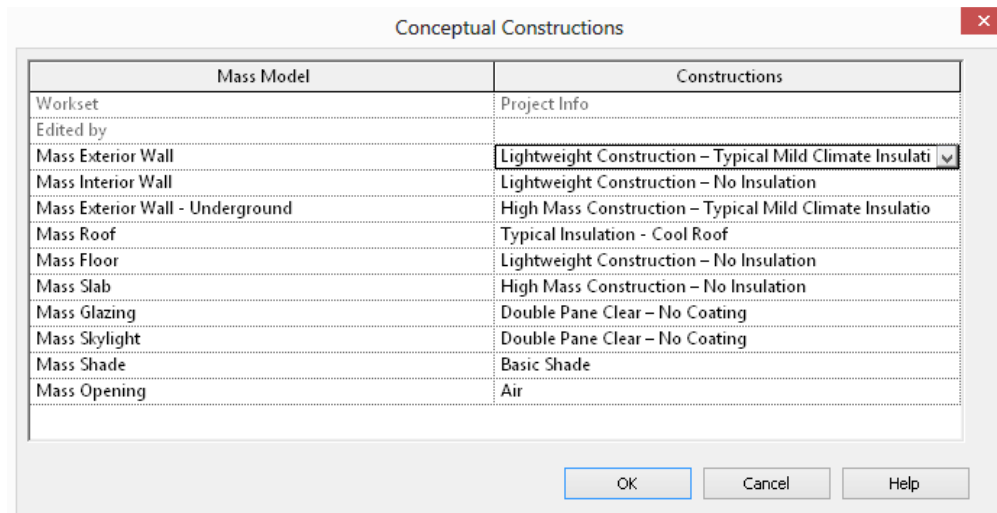 Conceptual Constructions
Mass Model Constructions
Workset Project Info
Edited by
Mass Exterior Wall Lightweight Construction – Typical Mild Climate Insulati
Mass Interior Wall Lightweight Construction – No Insulation
Mass Exterior Wall - Underground High Mass Construction – Typical Mild Climate Insulatio
Mass Roof Typical Insulation - Cool Roof
Mass Floor Lightweight Construction – No Insulation
Mass Slab High Mass Construction – No Insulation
Mass Glazing Double Pane Clear – No Coating
Mass Skylight Double Pane Clear – No Coating
Mass Shade Basic Shade
Mass Opening Air
OK Cancel Help